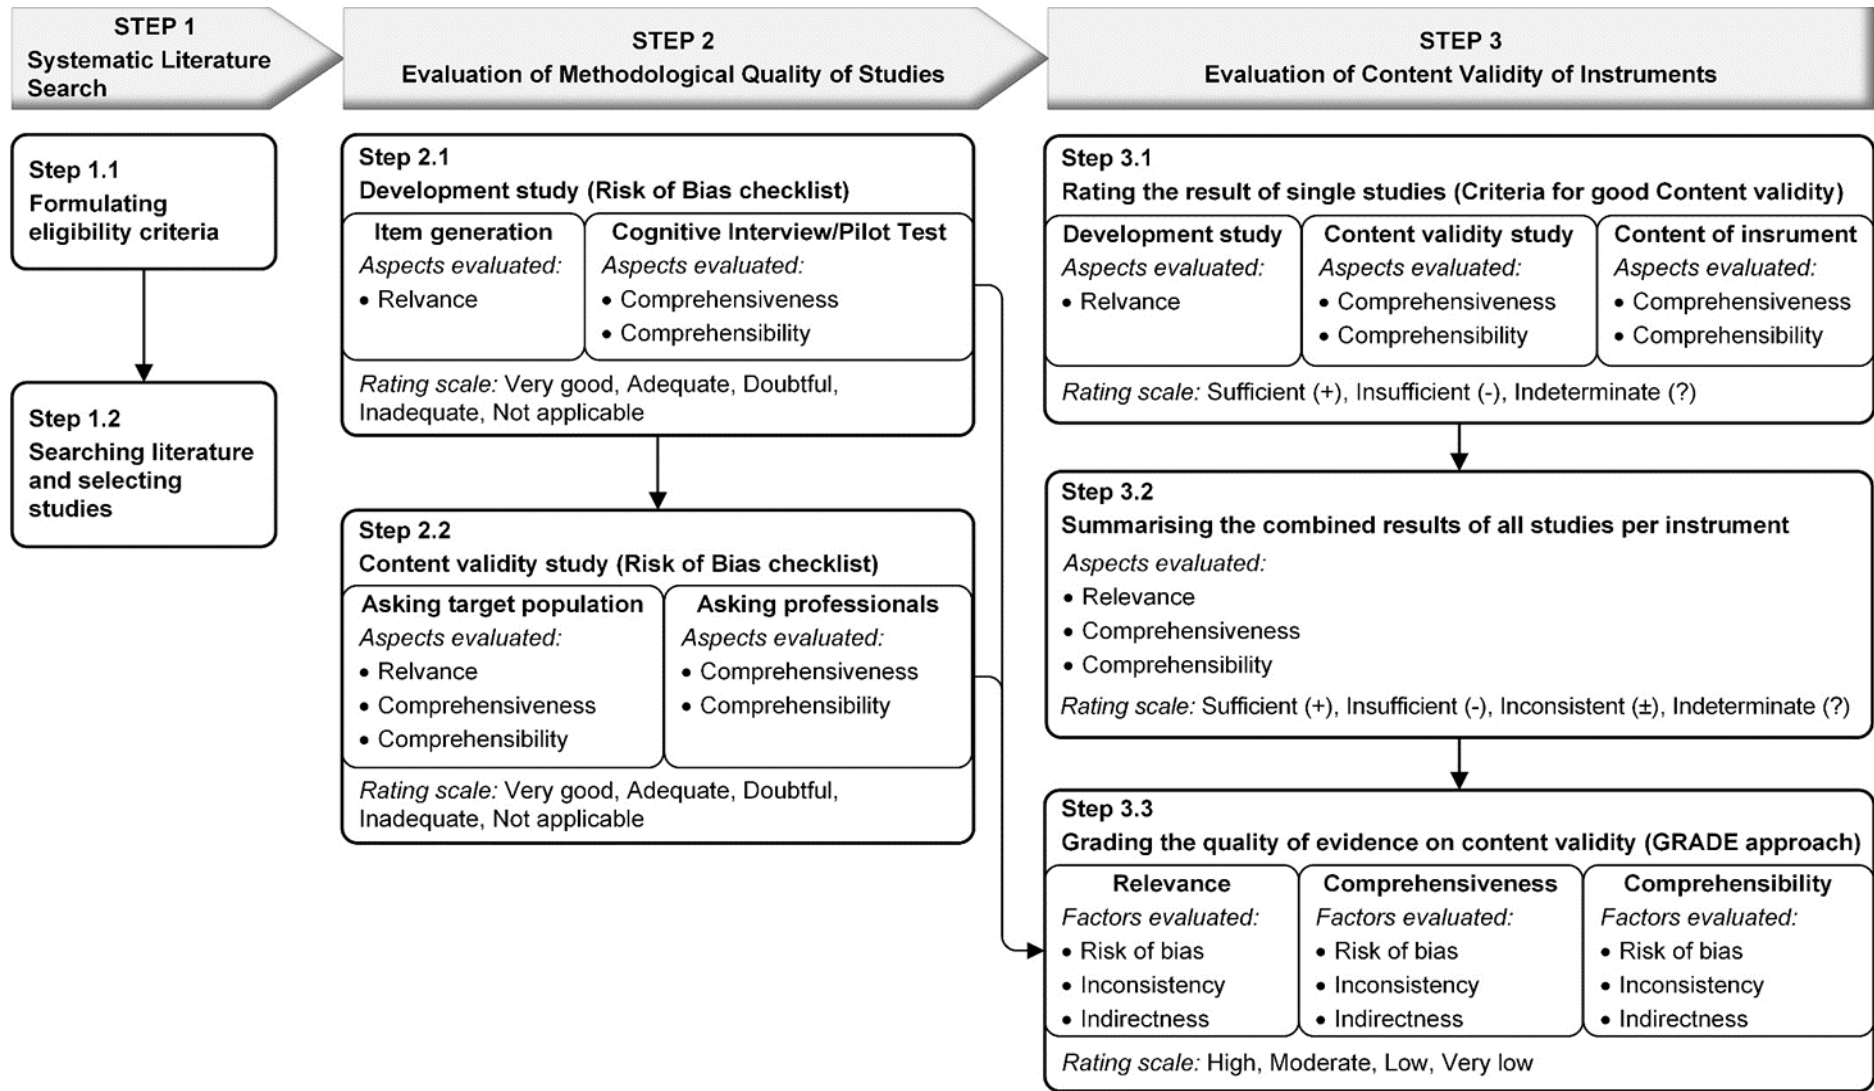 STEP 1
Systematic Literature
Search
STEP 2
Evaluation of Methodological Quality of Studies
STEP 3
Evaluation of Content Validity of Instruments
Step 1.1
Formulating
eligibility criteria
Step 1.2
Searching literature
and selecting
studies
Step 2.1
Development study (Risk of Bias checklist)
Item generation
Aspects evaluated:
• Relvance
Cognitive Interview/Pilot Test
Aspects evaluated:
• Comprehensiveness
• Comprehensibility
Rating scale: Very good, Adequate, Doubtful,
Inadequate, Not applicable
Step 2.2
Content validity study (Risk of Bias checklist)
Asking target population
Aspects evaluated:
• Relvance
• Comprehensiveness
• Comprehensibility
Asking professionals
Aspects evaluated:
• Comprehensiveness
• Comprehensibility
Rating scale: Very good, Adequate, Doubtful,
Inadequate, Not applicable
Step 3.1
Rating the result of single studies (Criteria for good Content validity)
Development study
Aspects evaluated:
• Relvance
Content validity study
Aspects evaluated:
• Comprehensiveness
• Comprehensibility
Content of insrument
Aspects evaluated:
• Comprehensiveness
• Comprehensibility
Rating scale: Sufficient (+), Insufficient (-), Indeterminate (?)
Step 3.2
Summarising the combined results of all studies per instrument
Aspects evaluated:
• Relevance
• Comprehensiveness
• Comprehensibility
Rating scale: Sufficient (+), Insufficient (-), Inconsistent (±), Indeterminate (?)
Step 3.3
Grading the quality of evidence on content validity (GRADE approach)
Relevance
Factors evaluated:
• Risk of bias
• Inconsistency
• Indirectness
Comprehensiveness
Factors evaluated:
• Risk of bias
• Inconsistency
• Indirectness
Comprehensibility
Factors evaluated:
• Risk of bias
• Inconsistency
• Indirectness
Rating scale: High, Moderate, Low, Very low